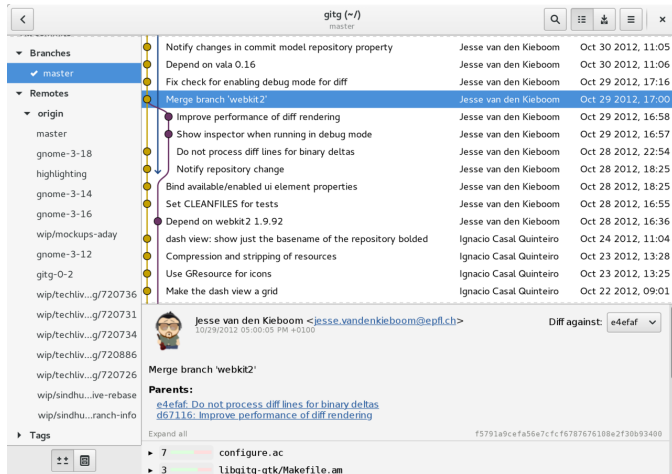 gitg (~/)
master
Branches
master
Remotes
origin
master
gnome-3-18
highlighting
gnome-3-14
gnome-3-16
wip/mockups-aday
gnome-3-12
gitg-0-2
wip/techliv...g/720736
wip/techliv...g/720731
wip/techliv...g/720734
wip/techliv...g/720886
wip/techliv...g/720726
wip/sindhu...ive-rebase
wip/sindhu...ranch-info
Tags
Notify changes in commit model repository property Jesse van den Kieboom Oct 30 2012, 11:05
Depend on vala 0.16 Jesse van den Kieboom Oct 30 2012, 11:06
Fix check for enabling debug mode for diff Jesse van den Kieboom Oct 29 2012, 17:16
Merge branch 'webkit2' Jesse van den Kieboom Oct 29 2012, 17:00
Improve performance of diff rendering Jesse van den Kieboom Oct 29 2012, 16:58
Show inspector when running in debug mode Jesse van den Kieboom Oct 29 2012, 16:57
Do not process diff lines for binary deltas Jesse van den Kieboom Oct 28 2012, 22:54
Notify repository change Jesse van den Kieboom Oct 28 2012, 18:25
Bind available/enabled ui element properties Jesse van den Kieboom Oct 28 2012, 18:25
Set CLEANFILES for tests Jesse van den Kieboom Oct 28 2012, 16:55
Depend on webkit2 1.9.92 Jesse van den Kieboom Oct 28 2012, 16:36
dash view: show just the basename of the repository bolded Ignacio Casal Quinteiro Oct 24 2012, 11:04
Compression and stripping of resources Ignacio Casal Quinteiro Oct 23 2012, 13:28
Use GResource for icons Ignacio Casal Quinteiro Oct 23 2012, 13:25
Make the dash view a grid Ignacio Casal Quinteiro Oct 22 2012, 09:01
Jesse van den Kieboom <jesse.vandenkieboom@epfl.ch> Diff against: e4efaf
10/29/2012 05:00:05 PM +0100
Merge branch 'webkit2'
Parents:
e4efaf: Do not process diff lines for binary deltas
d67116: Improve performance of diff rendering
Expand all f5791a9cefa56e7cfcf6787676108e2f30b93400
7 configure.ac
3 libgitg-gtk/Makefile.am